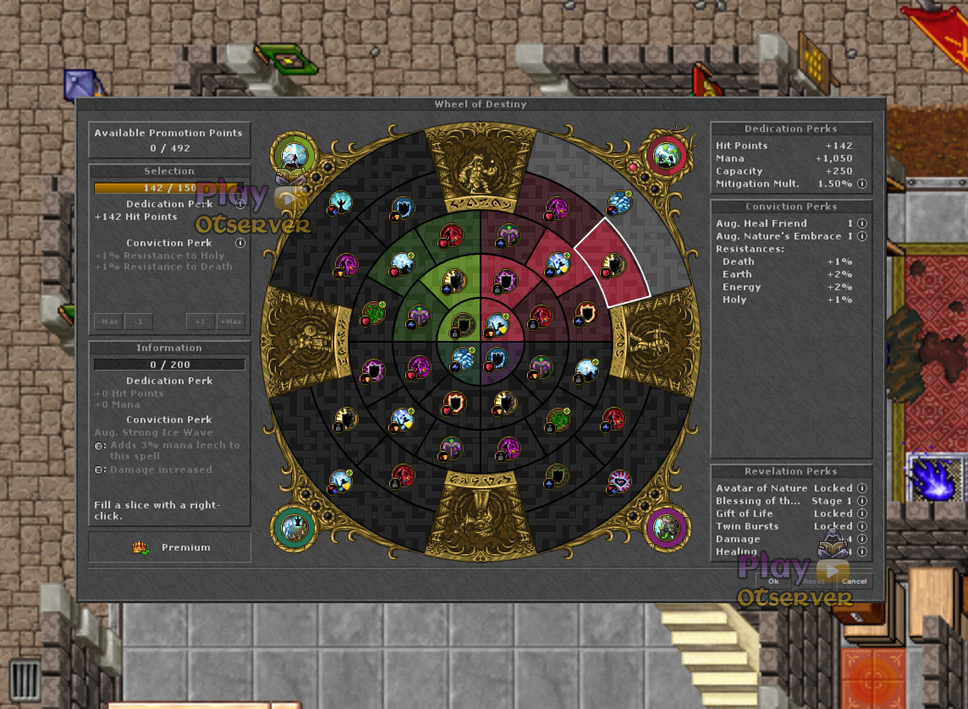 Wheel of Destiny
Available Promotion Points
0 / 492
Selection
142 / 150
Dedication Perk
+142 Hit Points
Conviction Perk
+1% Resistance to Holy
+1% Resistance to Death
-Max -1 +1 +Max
Information
0 / 200
Dedication Perk
+0 Hit Points
+0 Mana
Conviction Perk
Aug. Strong Ice Wave
Adds 3% mana leech to
this spell
Damage increased
Fill a slice with a right-
click.
Premium
Dedication Perks
Hit Points +142
Mana +1,050
Capacity +250
Mitigation Mult. 1.50%
Conviction Perks
Aug. Heal Friend I
Aug. Nature's Embrace I
Resistances:
Death +1%
Earth +2%
Energy +2%
Holy +1%
Revelation Perks
Avatar of Nature Locked
Blessing of th... Stage 1
Gift of Life Locked
Twin Bursts Locked
Damage +4
Healing
Ok Cancel
Play
OTserver
Play
OTserver